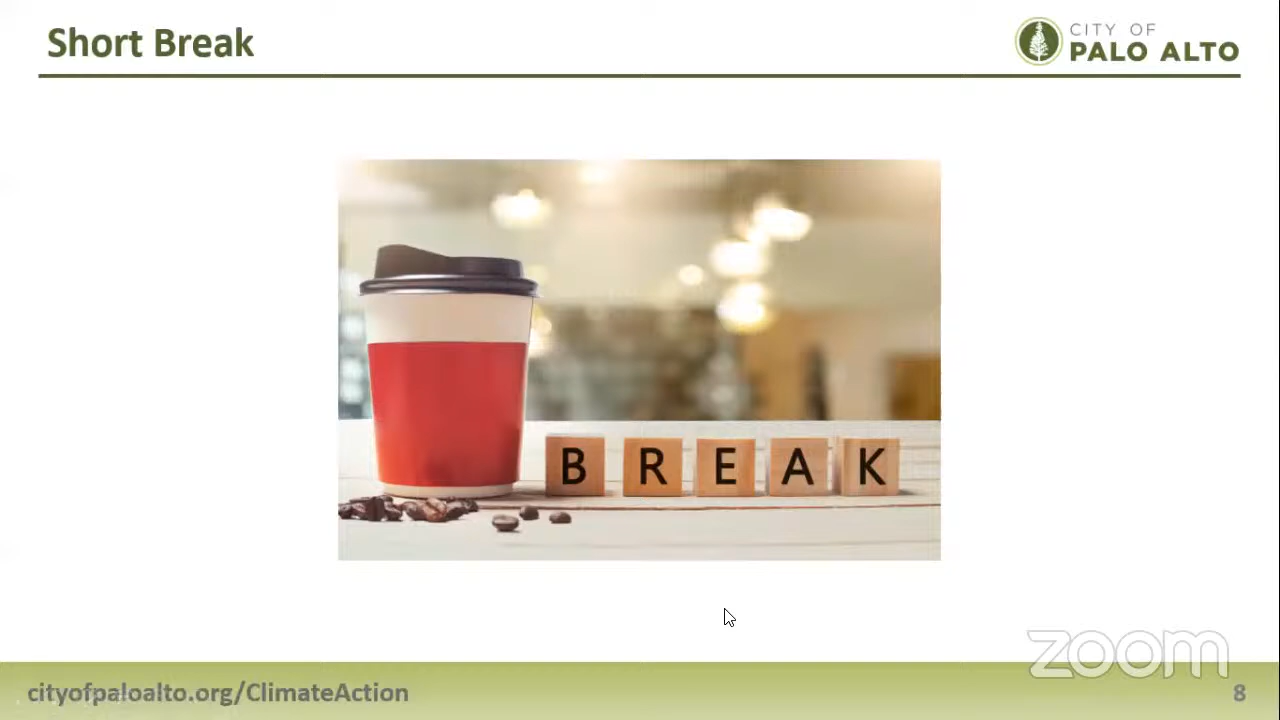 Short Break
CITY OF
PALO ALTO
B R E A K
zoom
cityofpaloalto.org/ClimateAction
8